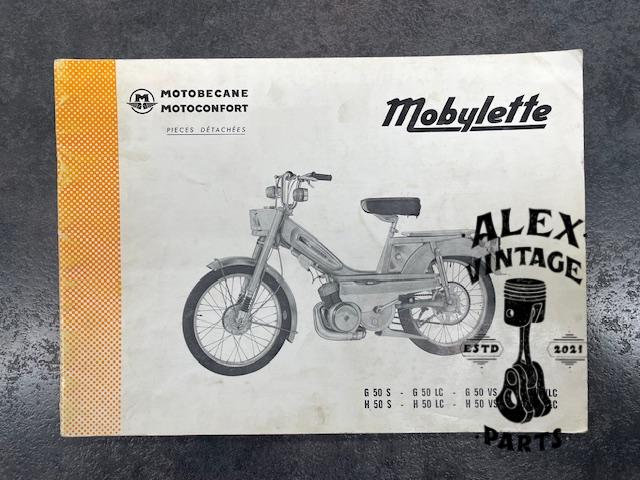 M
MOTOBECANE
MOTOCONFORT
PIECES DÉTACHÉES
Mobylette
ALEX
VINTAGE
ESTD 2021
PARTS
G 50 S - G 50 LC - G 50 VS
H 50 S - H 50 LC - H 50 VS